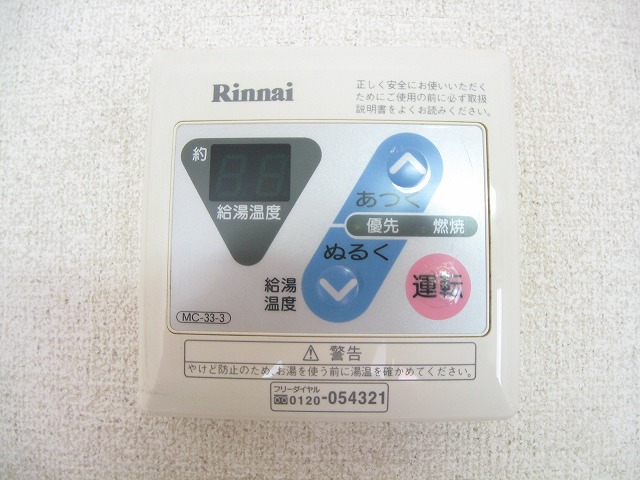 Rinnai
正しく安全にお使いいただく
ためにご使用の前に必ず取扱
説明書をよくお読みください。
約
給湯温度
あつく
優先 燃焼
ぬるく
給湯
温度
運転
MC-33-3
⚠警告
やけど防止のため、お湯を使う前に湯温を確かめてください。
フリーダイヤル
0120-054321